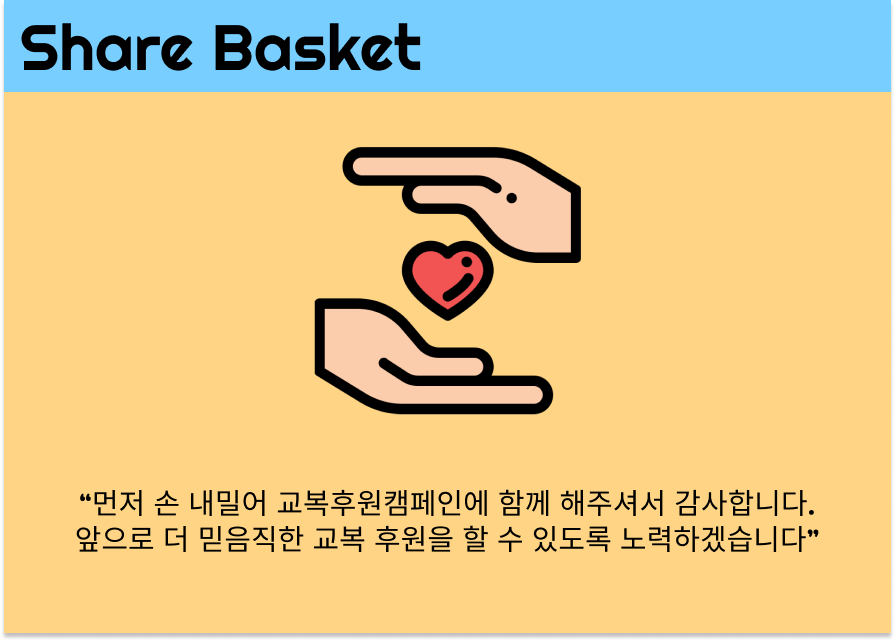 Share Basket
“먼저 손 내밀어 교복후원캠페인에 함께 해주셔서 감사합니다.
앞으로 더 믿음직한 교복 후원을 할 수 있도록 노력하겠습니다”